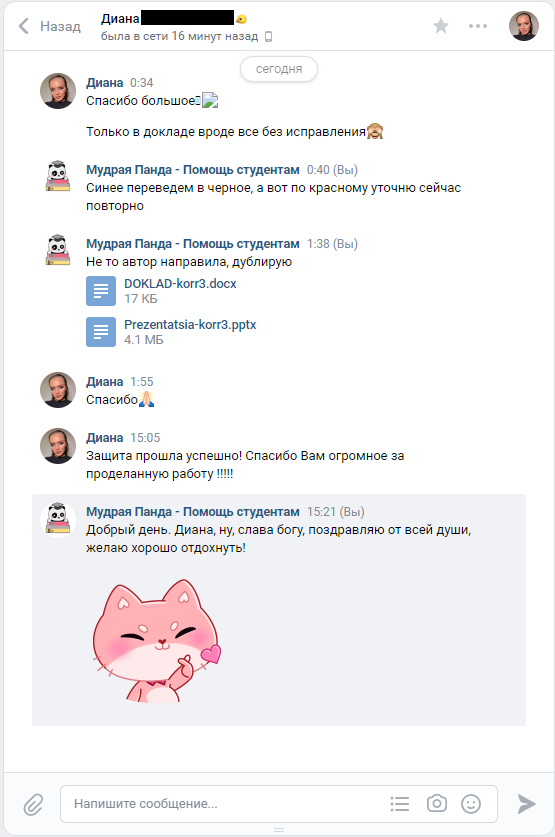 Назад
Диана
была в сети 16 минут назад
сегодня
Диана 0:34
Спасибо большое
Только в докладе вроде все без исправления
Мудрая Панда - Помощь студентам 0:40 (Вы)
Синее переведем в черное, а вот по красному уточню сейчас
повторно
Мудрая Панда - Помощь студентам 1:38 (Вы)
Не то автор направила, дублирую
DOKLAD-korr3.docx
17 КБ
Prezentatsia-korr3.pptx
4.1 МБ
Диана 1:55
Спасибо
Диана 15:05
Защита прошла успешно! Спасибо Вам огромное за
проделанную работу !!!!!
Мудрая Панда - Помощь студентам 15:21 (Вы)
Добрый день. Диана, ну, слава богу, поздравляю от всей души,
желаю хорошо отдохнуть!
Напишите сообщение...